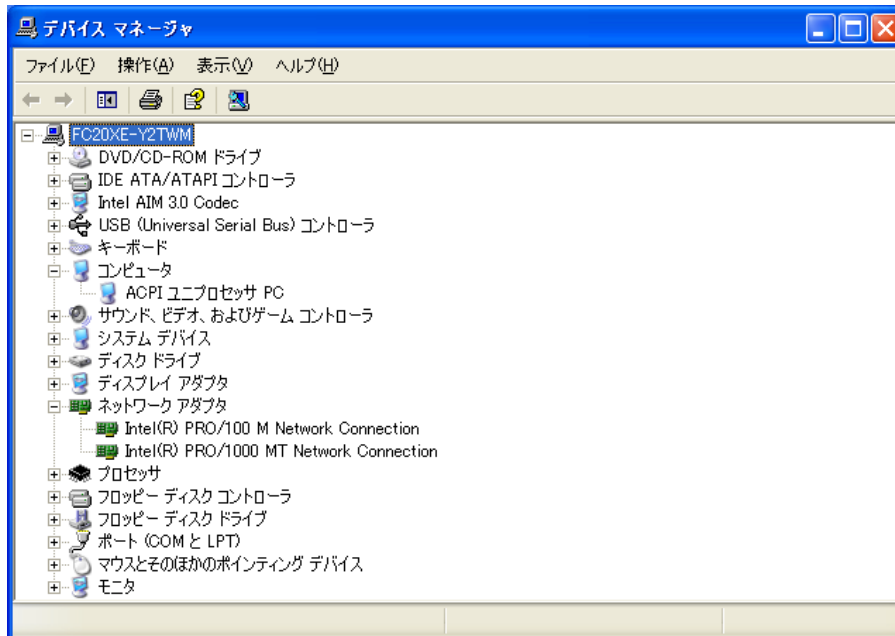 デバイス マネージャ
ファイル(F) 操作(A) 表示(V) ヘルプ(H)
FC20XE-Y2TWM
DVD/CD-ROM ドライブ
IDE ATA/ATAPI コントローラ
Intel AIM 3.0 Codec
USB (Universal Serial Bus) コントローラ
キーボード
コンピュータ
ACPI ユニプロセッサ PC
サウンド、ビデオ、およびゲーム コントローラ
システム デバイス
ディスク ドライブ
ディスプレイ アダプタ
ネットワーク アダプタ
Intel(R) PRO/100 M Network Connection
Intel(R) PRO/1000 MT Network Connection
プロセッサ
フロッピー ディスク コントローラ
フロッピー ディスク ドライブ
ポート (COM と LPT)
マウスとそのほかのポインティング デバイス
モニタ